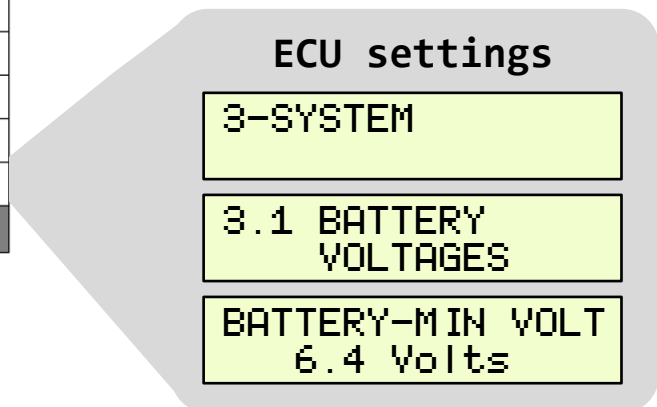 ECU settings
3-SYSTEM
3.1 BATTERY
VOLTAGES
BATTERY-MIN VOLT
6.4 Volts